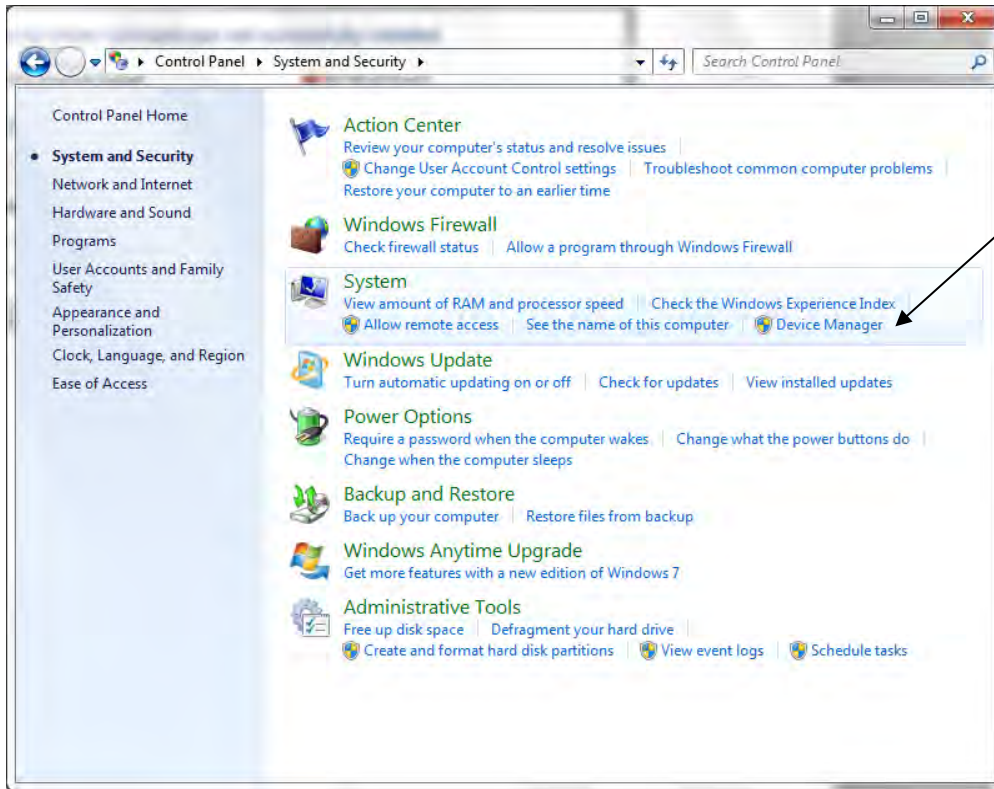 Control Panel System and Security Search Control Panel
Control Panel Home
System and Security
Network and Internet
Hardware and Sound
Programs
User Accounts and Family
Safety
Appearance and
Personalization
Clock, Language, and Region
Ease of Access
Action Center
Review your computer's status and resolve issues
Change User Account Control settings Troubleshoot common computer problems
Restore your computer to an earlier time
Windows Firewall
Check firewall status Allow a program through Windows Firewall
System
View amount of RAM and processor speed Check the Windows Experience Index
Allow remote access See the name of this computer Device Manager
Windows Update
Turn automatic updating on or off Check for updates View installed updates
Power Options
Require a password when the computer wakes Change what the power buttons do
Change when the computer sleeps
Backup and Restore
Back up your computer Restore files from backup
Windows Anytime Upgrade
Get more features with a new edition of Windows 7
Administrative Tools
Free up disk space Defragment your hard drive
Create and format hard disk partitions View event logs Schedule tasks